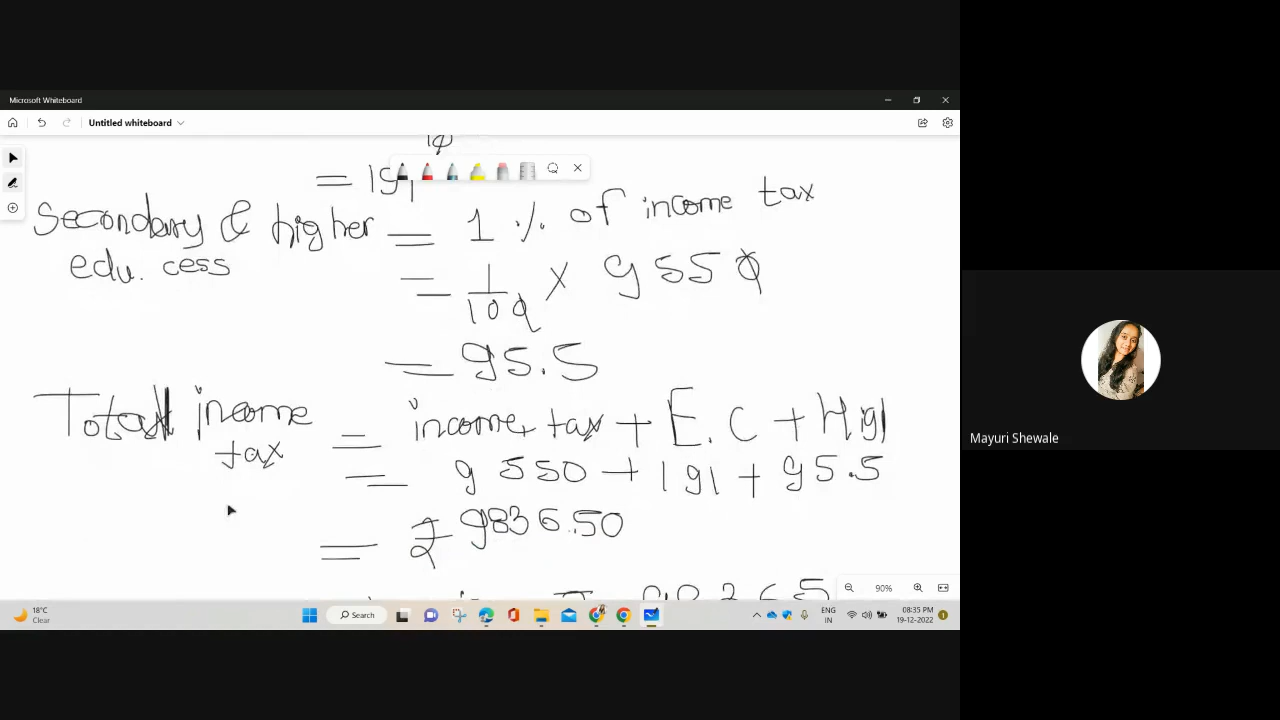 Microsoft Whiteboard
Untitled whiteboard
= 191
Secondary & higher = 1 % of income tax
edu. cess
= 1/100 × 9550
= 95.5
Total income tax = income tax + E.C + High
= 9550 + 191 + 95.5
= ₹ 9836.50
90%
Mayuri Shewale
18°C
Clear
Search
ENG
IN
08:35 PM
19-12-2022
1